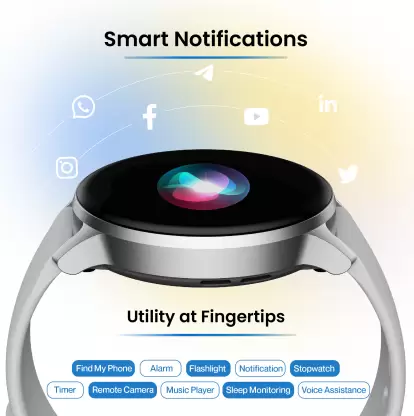 Smart Notifications
in
Utility at Fingertips
Find My Phone Alarm Flashlight Notification Stopwatch
Timer Remote Camera Music Player Sleep Monitoring Voice Assistance